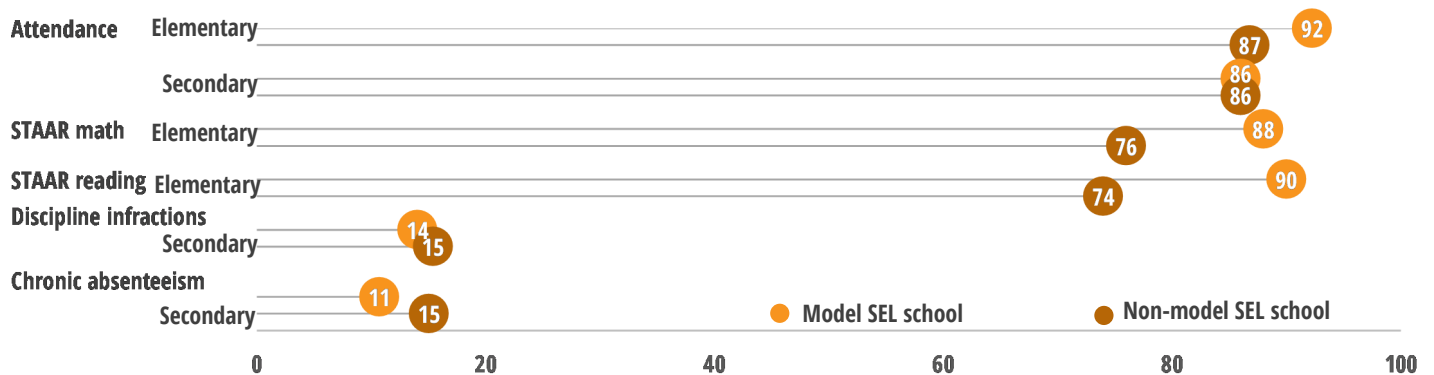 Attendance Elementary 92
87
Secondary 86
86
STAAR math Elementary 88
76
STAAR reading Elementary 90
74
Discipline infractions
14
Secondary 15
Chronic absenteeism
11
Secondary 15 Model SEL school Non-model SEL school
0 20 40 60 80 100